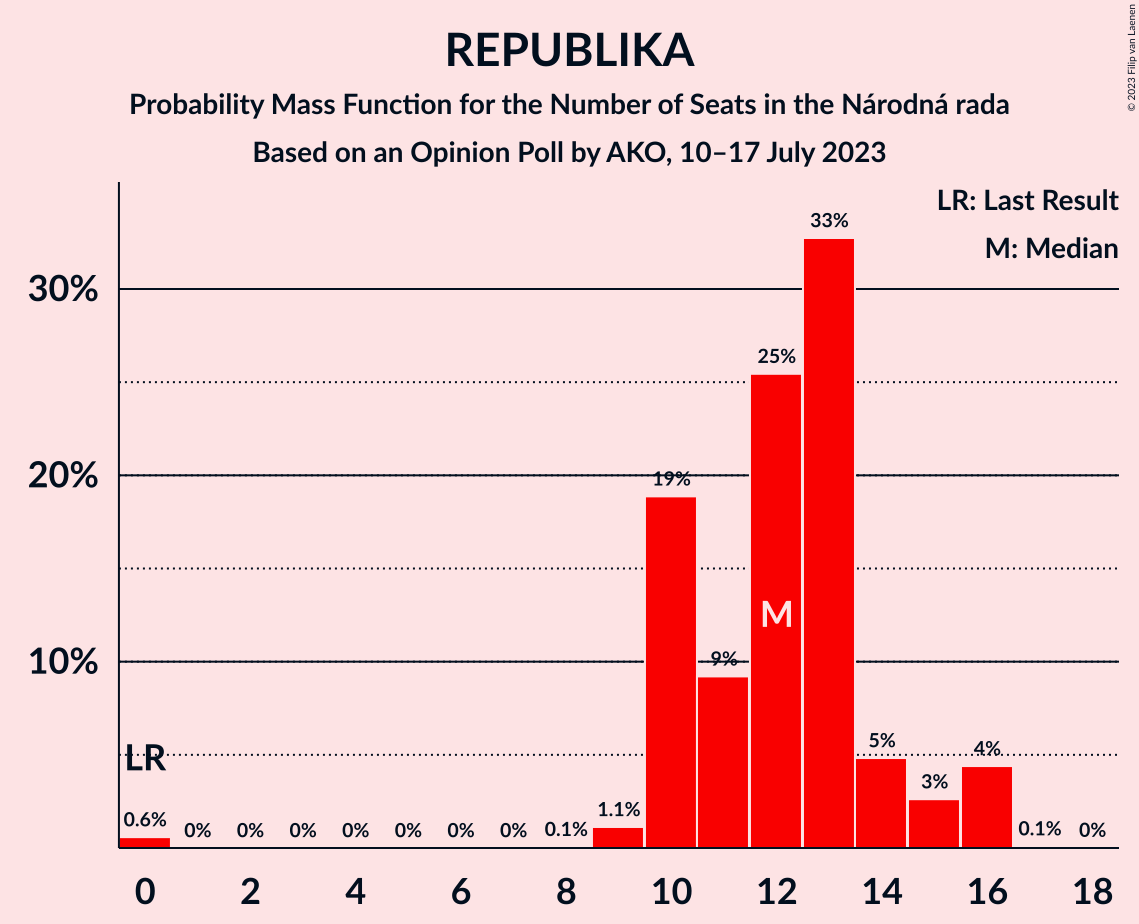 REPUBLIKA
Probability Mass Function for the Number of Seats in the Národná rada
Based on an Opinion Poll by AKO, 10–17 July 2023
© 2023 Filip van Laenen
LR: Last Result
M: Median
33%
30%
25%
20%
19%
M
10%
9%
LR
5%
4%
3%
0.6%
0%
0%
0%
0%
0%
0%
0%
0.1%
1.1%
0.1%
0%
0 2 4 6 8 10 12 14 16 18